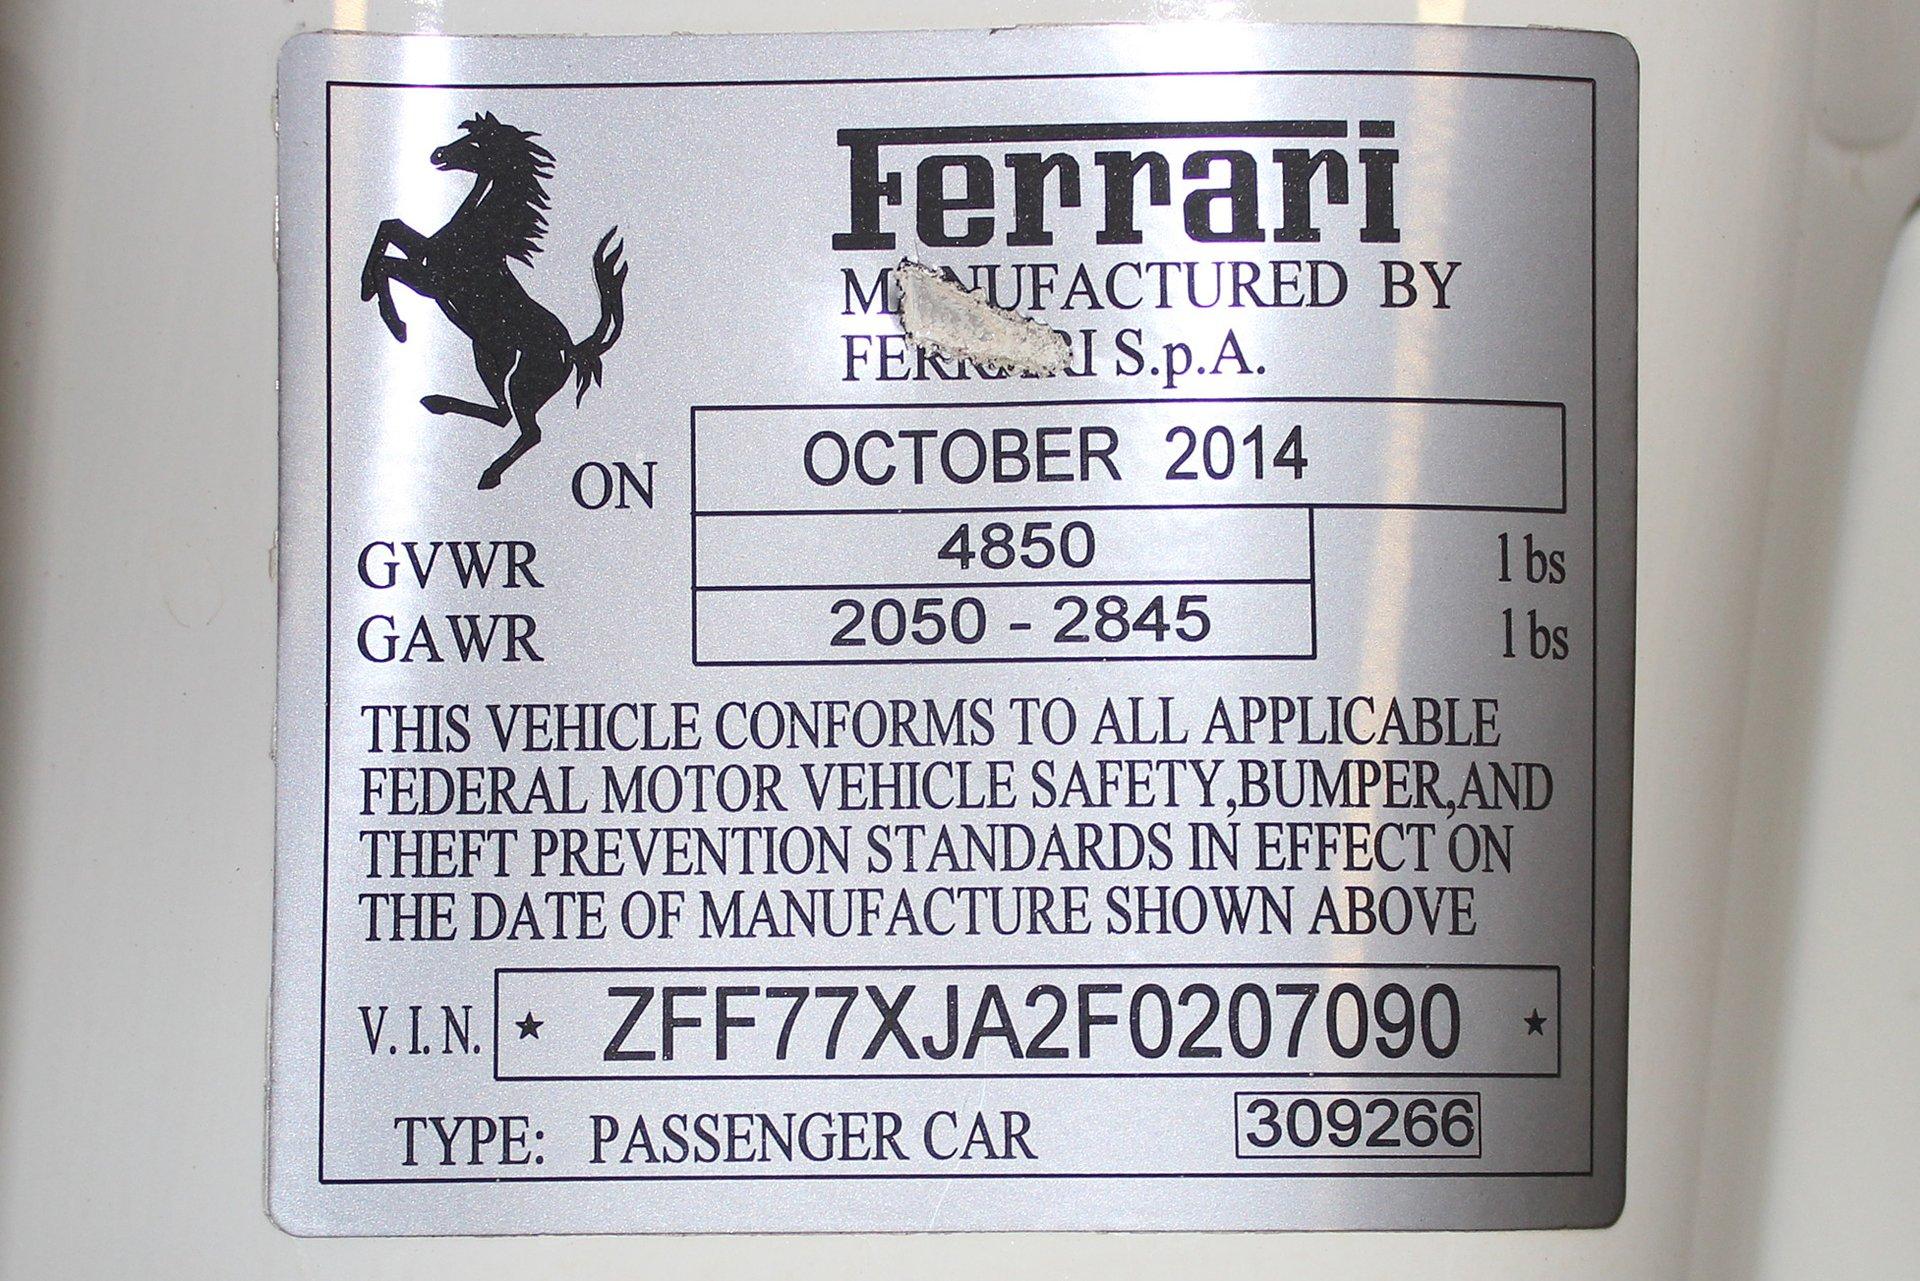 Ferrari
MANUFACTURED BY
FERRARI S.p.A.
ON OCTOBER 2014
GVWR 4850 lbs
GAWR 2050 - 2845 lbs
THIS VEHICLE CONFORMS TO ALL APPLICABLE
FEDERAL MOTOR VEHICLE SAFETY,BUMPER,AND
THEFT PREVENTION STANDARDS IN EFFECT ON
THE DATE OF MANUFACTURE SHOWN ABOVE
V.I.N. ★ ZFF77XJA2F0207090 ★
TYPE: PASSENGER CAR 309266